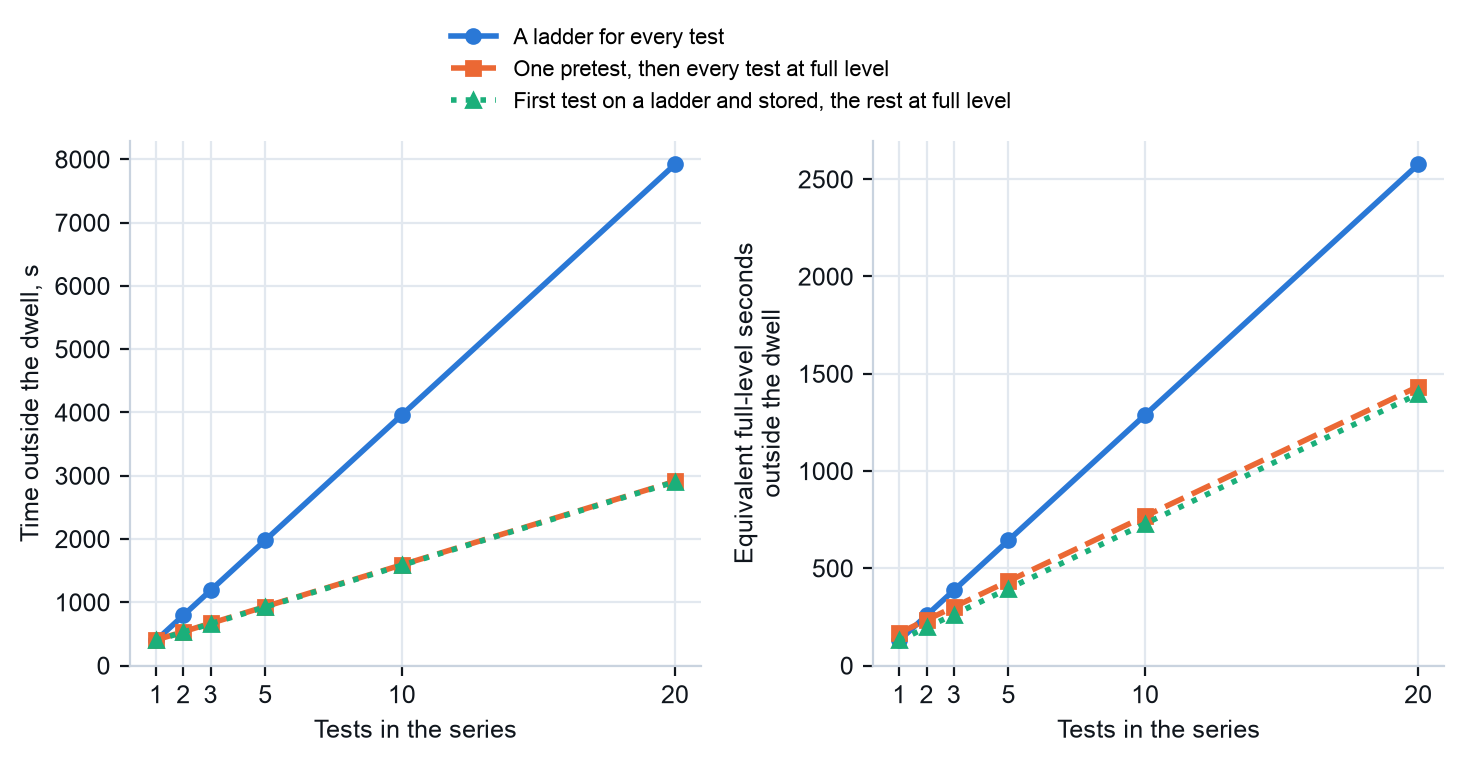 A ladder for every test
One pretest, then every test at full level
First test on a ladder and stored, the rest at full level
Time outside the dwell, s
8000
7000
6000
5000
4000
3000
2000
1000
0
1 2 3 5 10 20
Tests in the series
Equivalent full-level seconds
outside the dwell
2500
2000
1500
1000
500
0
1 2 3 5 10 20
Tests in the series